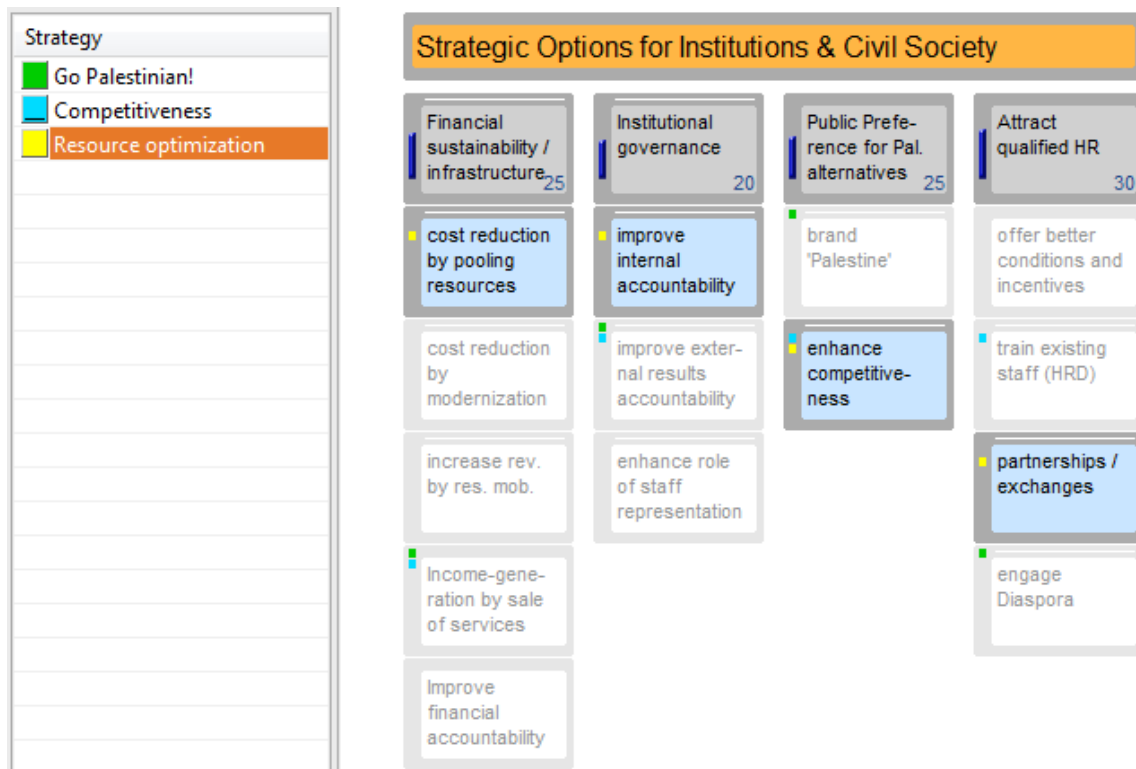 Strategy
Go Palestinian!
Competitiveness
Resource optimization
Strategic Options for Institutions & Civil Society
Financial
sustainability /
infrastructure
25
cost reduction
by pooling
resources
cost reduction
by
modernization
increase rev.
by res. mob.
Income-gene-
ration by sale
of services
Improve
financial
accountability
Institutional
governance
20
improve
internal
accountability
improve exter-
nal results
accountability
enhance role
of staff
representation
Public Prefe-
rence for Pal.
alternatives
25
brand
'Palestine'
enhance
competitive-
ness
Attract
qualified HR
30
offer better
conditions and
incentives
train existing
staff (HRD)
partnerships /
exchanges
engage
Diaspora